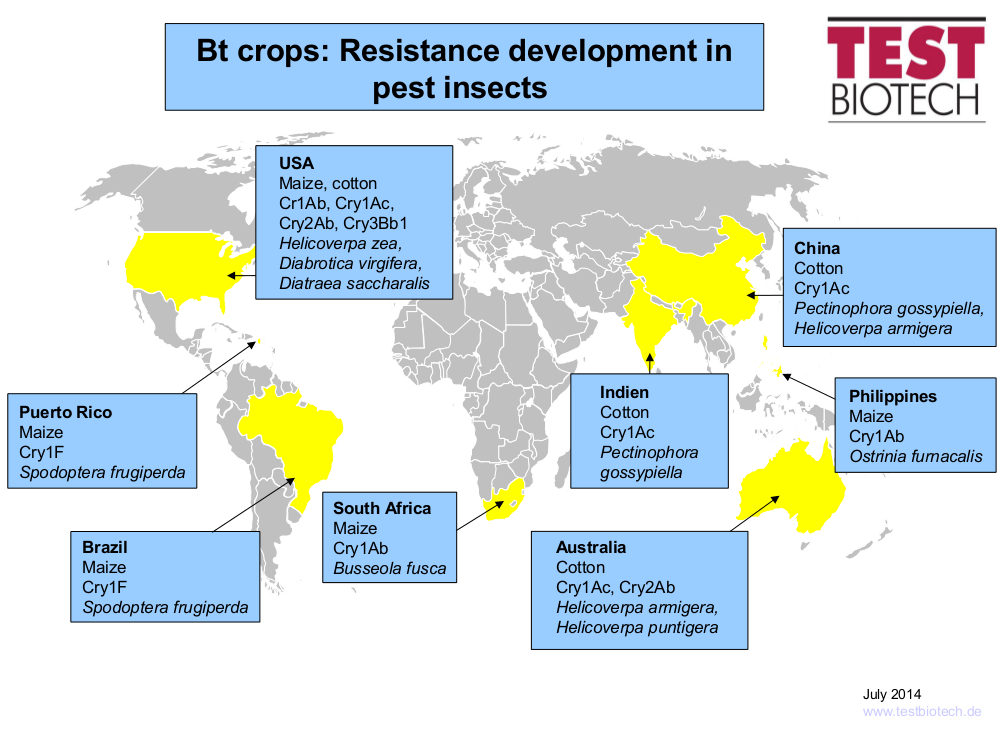 Bt crops: Resistance development in
pest insects
TEST
BIOTECH
USA
Maize, cotton
Cr1Ab, Cry1Ac,
Cry2Ab, Cry3Bb1
Helicoverpa zea,
Diabrotica virgifera,
Diatraea saccharalis
China
Cotton
Cry1Ac
Pectinophora gossypiella,
Helicoverpa armigera
Puerto Rico
Maize
Cry1F
Spodoptera frugiperda
Indien
Cotton
Cry1Ac
Pectinophora
gossypiella
Philippines
Maize
Cry1Ab
Ostrinia furnacalis
South Africa
Maize
Cry1Ab
Busseola fusca
Brazil
Maize
Cry1F
Spodoptera frugiperda
Australia
Cotton
Cry1Ac, Cry2Ab
Helicoverpa armigera,
Helicoverpa puntigera
July 2014
www.testbiotech.de